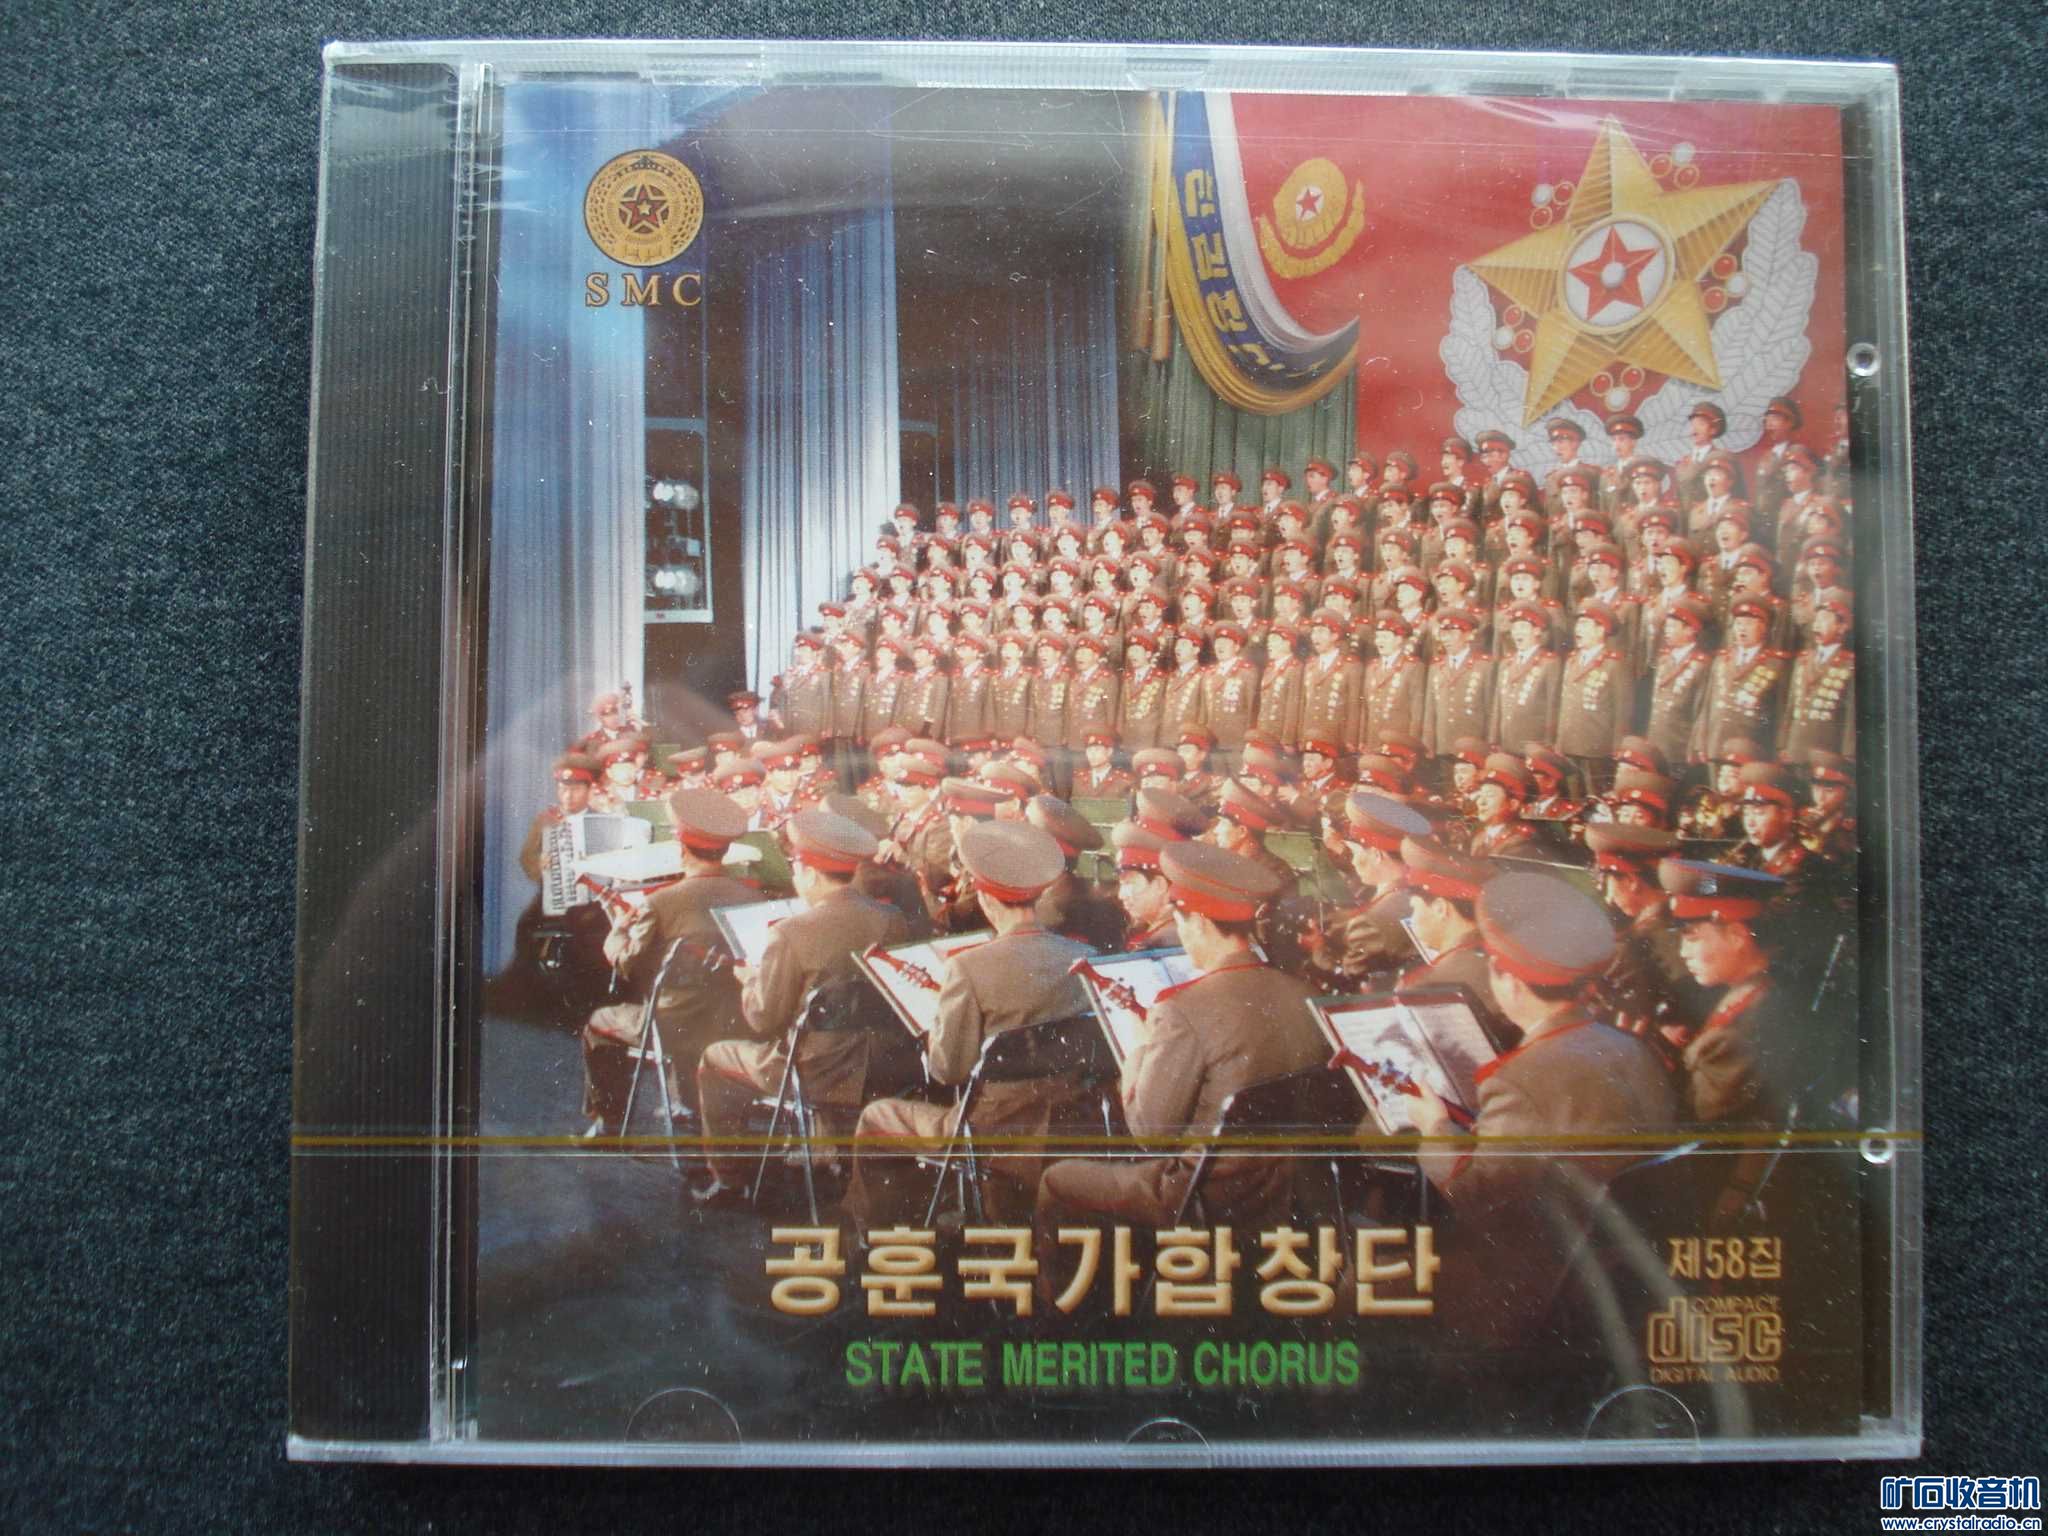 SMC
공훈국가합창단
STATE MERITED CHORUS
제58집
COMPACT
disc
DIGITAL AUDIO
矿石收音机
www.crystalradio.cn